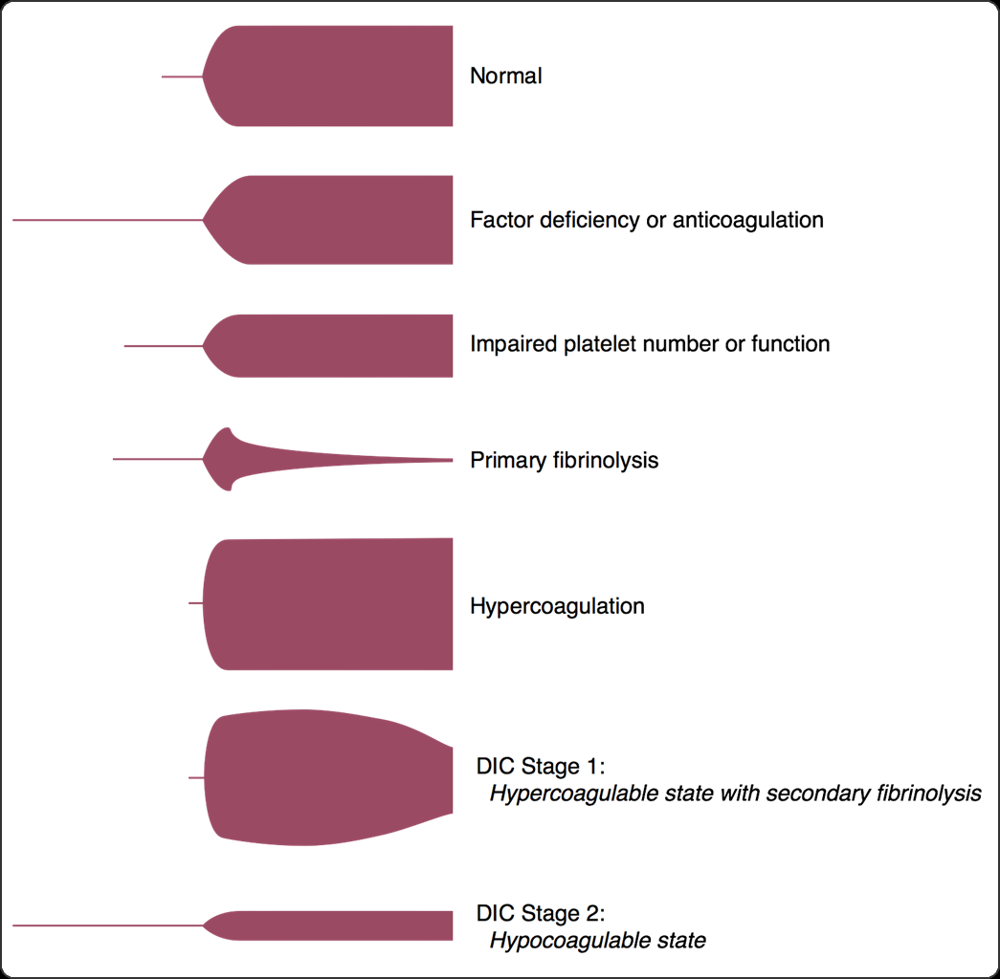 Normal
Factor deficiency or anticoagulation
Impaired platelet number or function
Primary fibrinolysis
Hypercoagulation
DIC Stage 1:
Hypercoagulable state with secondary fibrinolysis
DIC Stage 2:
Hypocoagulable state